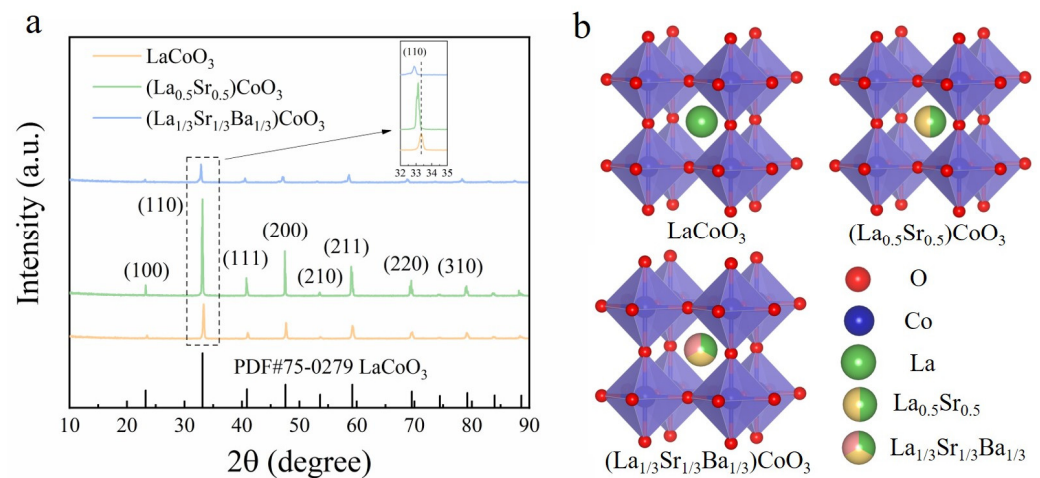 a
LaCoO₃
(La₀.₅Sr₀.₅)CoO₃
(La₁/₃Sr₁/₃Ba₁/₃)CoO₃
(110)
32 33 34 35
Intensity (a.u.)
(100)
(110)
(111)
(200)
(210)
(211)
(220)
(310)
PDF#75-0279 LaCoO₃
10 20 30 40 50 60 70 80 90
2θ (degree)
b
LaCoO₃
(La₀.₅Sr₀.₅)CoO₃
(La₁/₃Sr₁/₃Ba₁/₃)CoO₃
O
Co
La
La₀.₅Sr₀.₅
La₁/₃Sr₁/₃Ba₁/₃